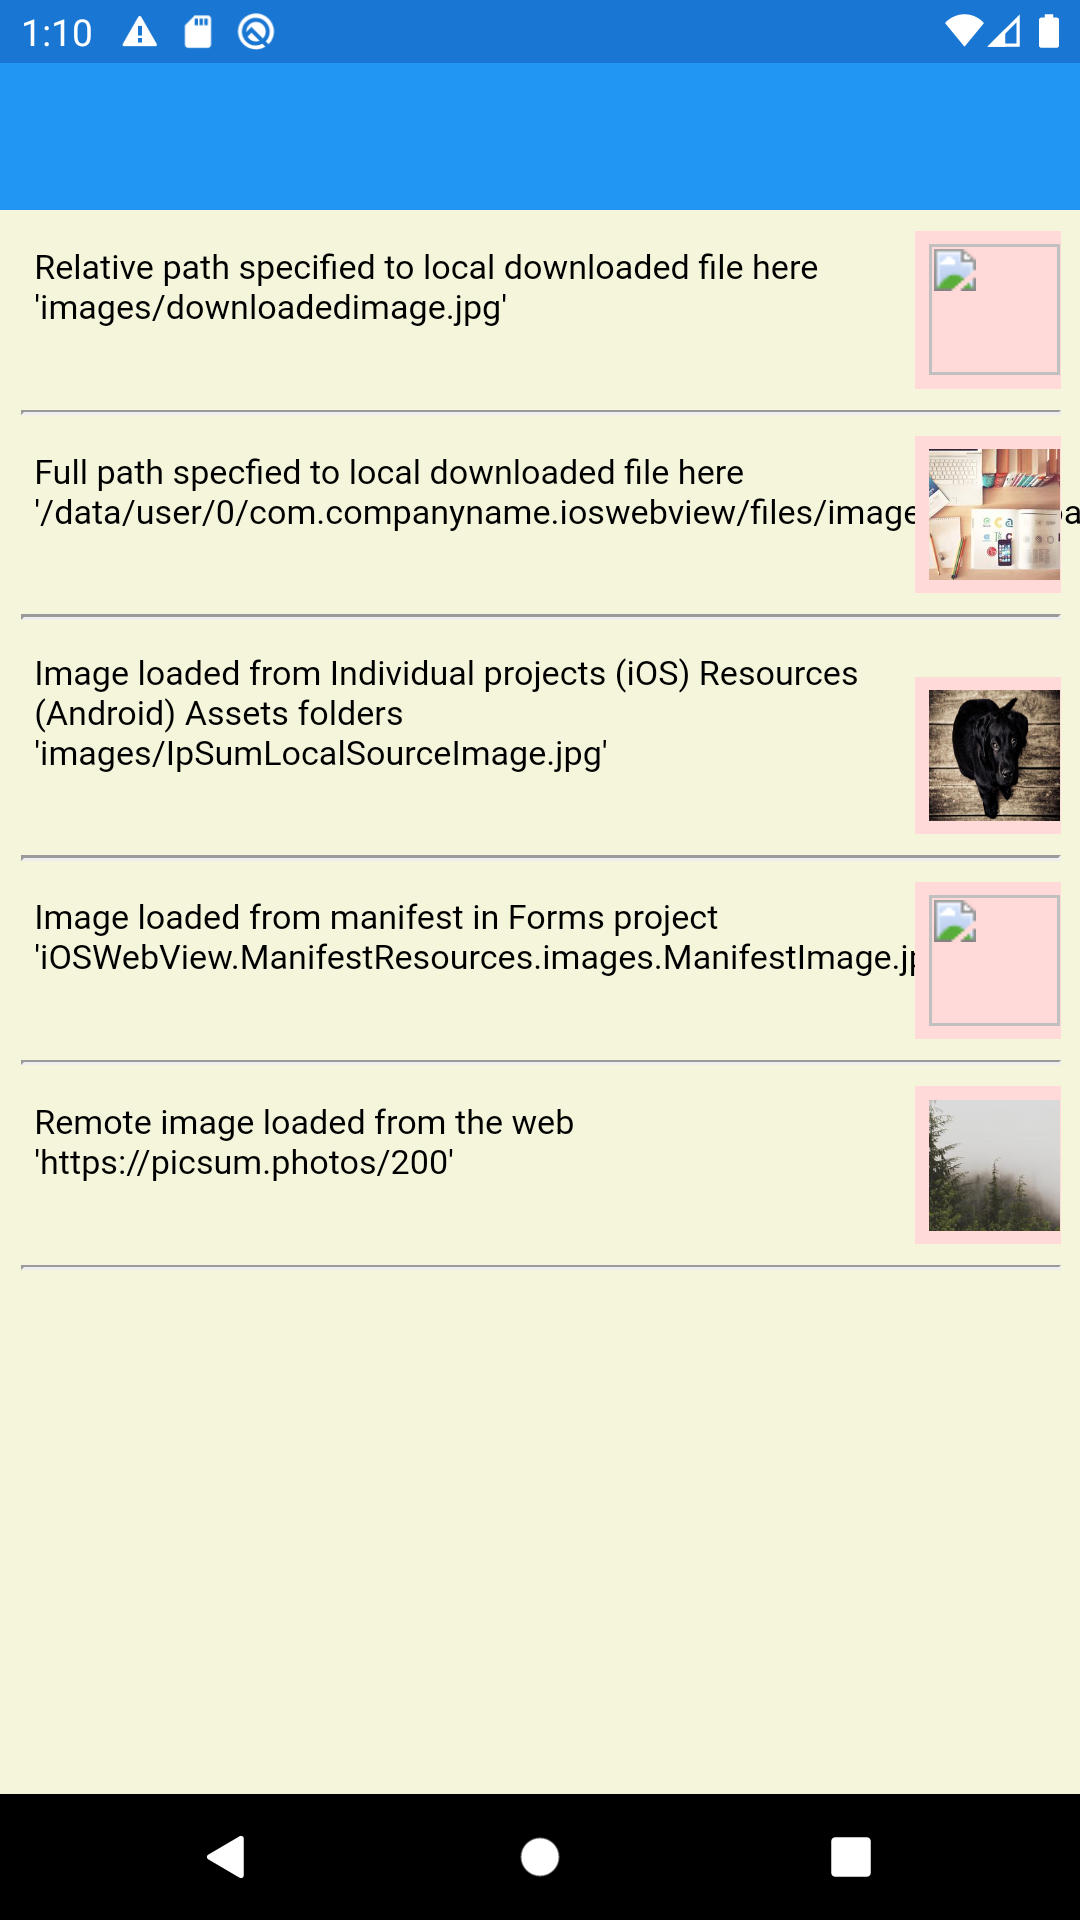 1:10
Relative path specified to local downloaded file here
'images/downloadedimage.jpg'
Full path specfied to local downloaded file here
'/data/user/0/com.companyname.ioswebview/files/image
Image loaded from Individual projects (iOS) Resources
(Android) Assets folders
'images/IpSumLocalSourceImage.jpg'
Image loaded from manifest in Forms project
'iOSWebView.ManifestResources.images.ManifestImage.jp
Remote image loaded from the web
'https://picsum.photos/200'